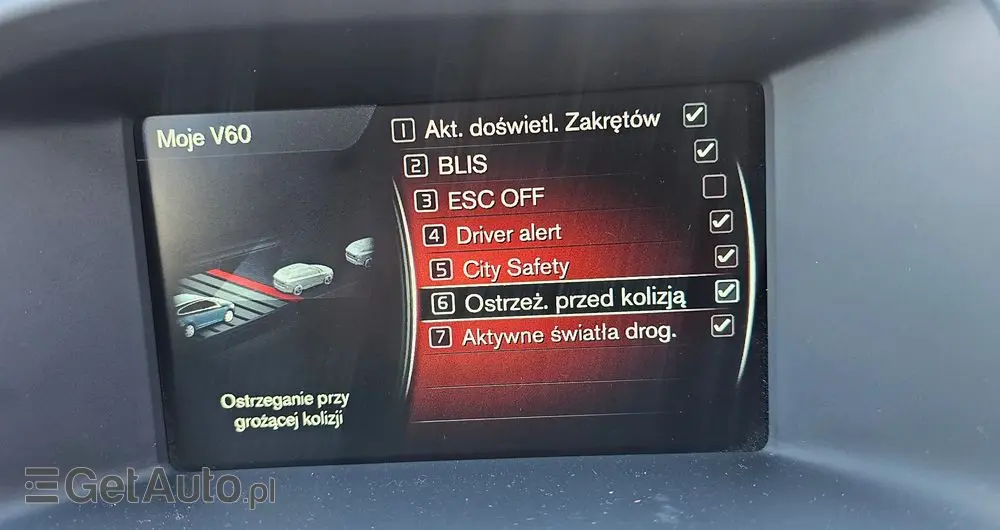 Moje V60
1 Akt. doświetl. Zakrętów
2 BLIS
3 ESC OFF
4 Driver alert
5 City Safety
6 Ostrzeż. przed kolizją
7 Aktywne światła drog.
Ostrzeganie przy
grożącej kolizji
GetAuto.pl